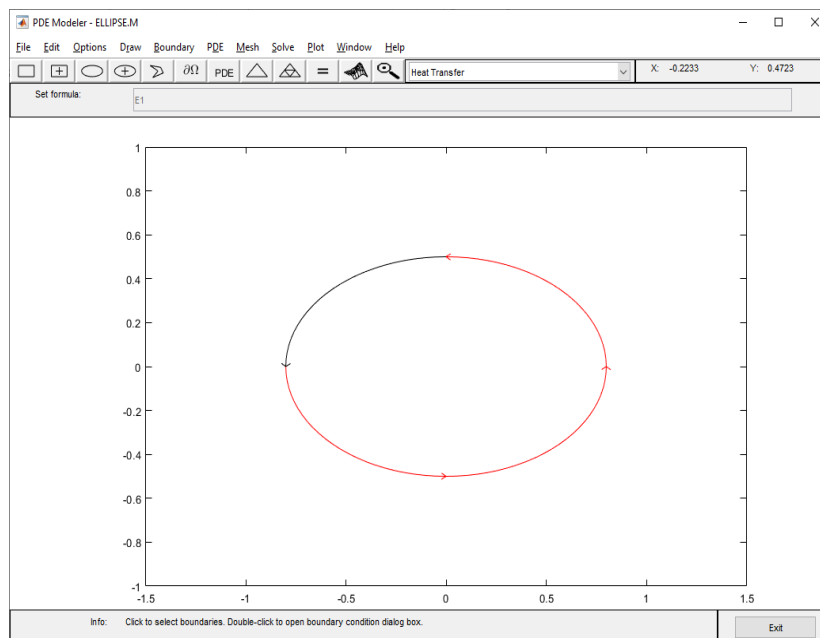 PDE Modeler - ELLIPSE.M
File Edit Options Draw Boundary PDE Mesh Solve Plot Window Help
∂Ω PDE = Heat Transfer X: -0.2233 Y: 0.4723
Set formula: E1
1
0.8
0.6
0.4
0.2
0
-0.2
-0.4
-0.6
-0.8
-1
-1.5 -1 -0.5 0 0.5 1 1.5
Info: Click to select boundaries. Double-click to open boundary condition dialog box. Exit